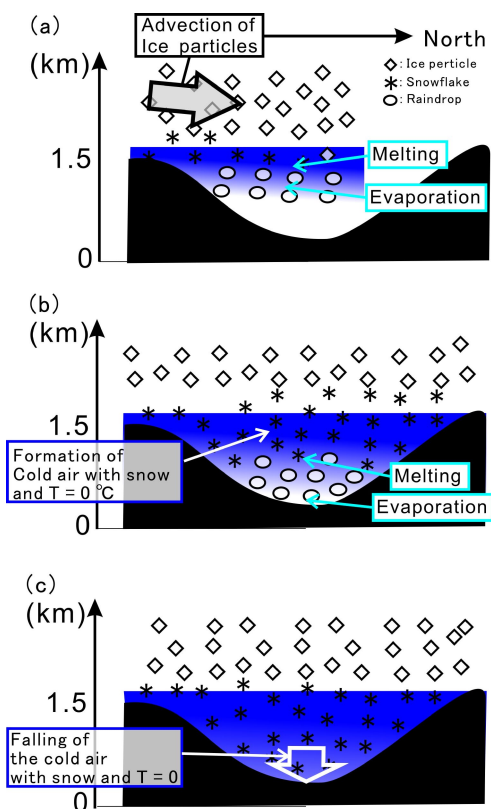 (a)
Advection of
Ice particles
North
(km)
: Ice perticle
: Snowflake
: Raindrop
1.5
Melting
Evaporation
0
(b)
(km)
1.5
Formation of
Cold air with snow
and T = 0 °C
Melting
Evaporation
0
(c)
(km)
1.5
Falling of
the cold air
with snow and T = 0
0